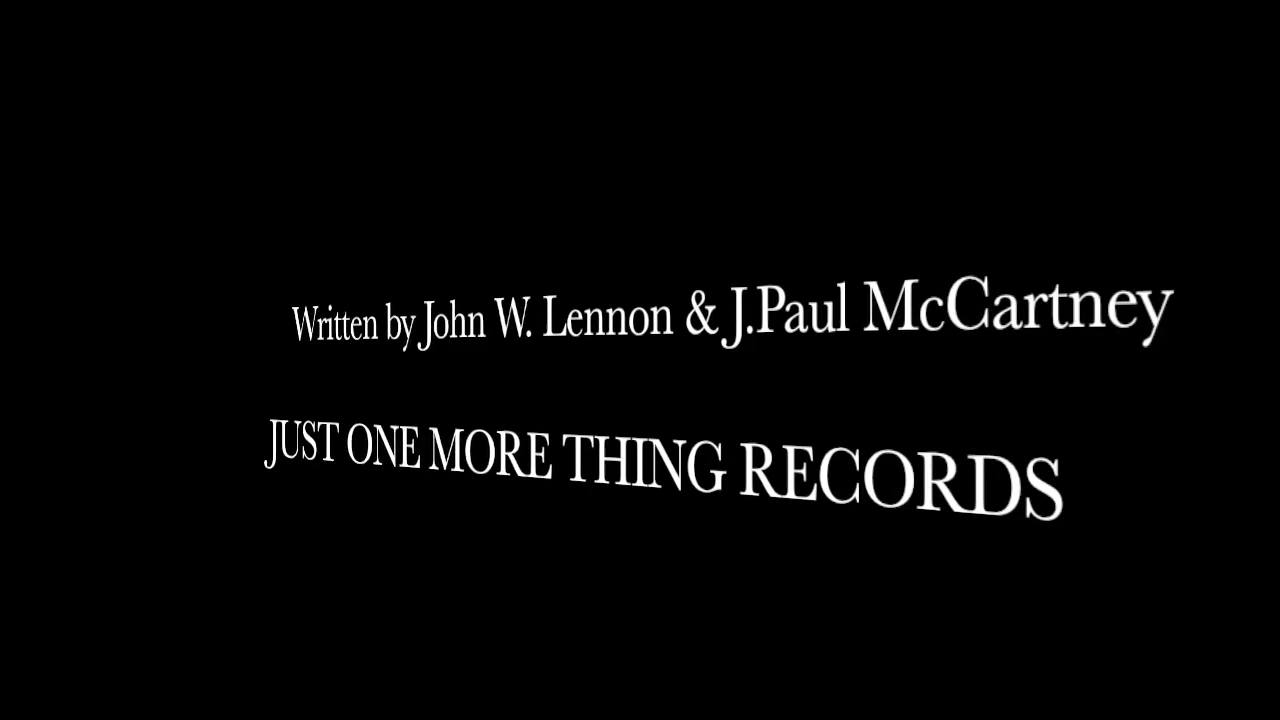 Written by John W. Lennon & J.Paul McCartney
JUST ONE MORE THING RECORDS